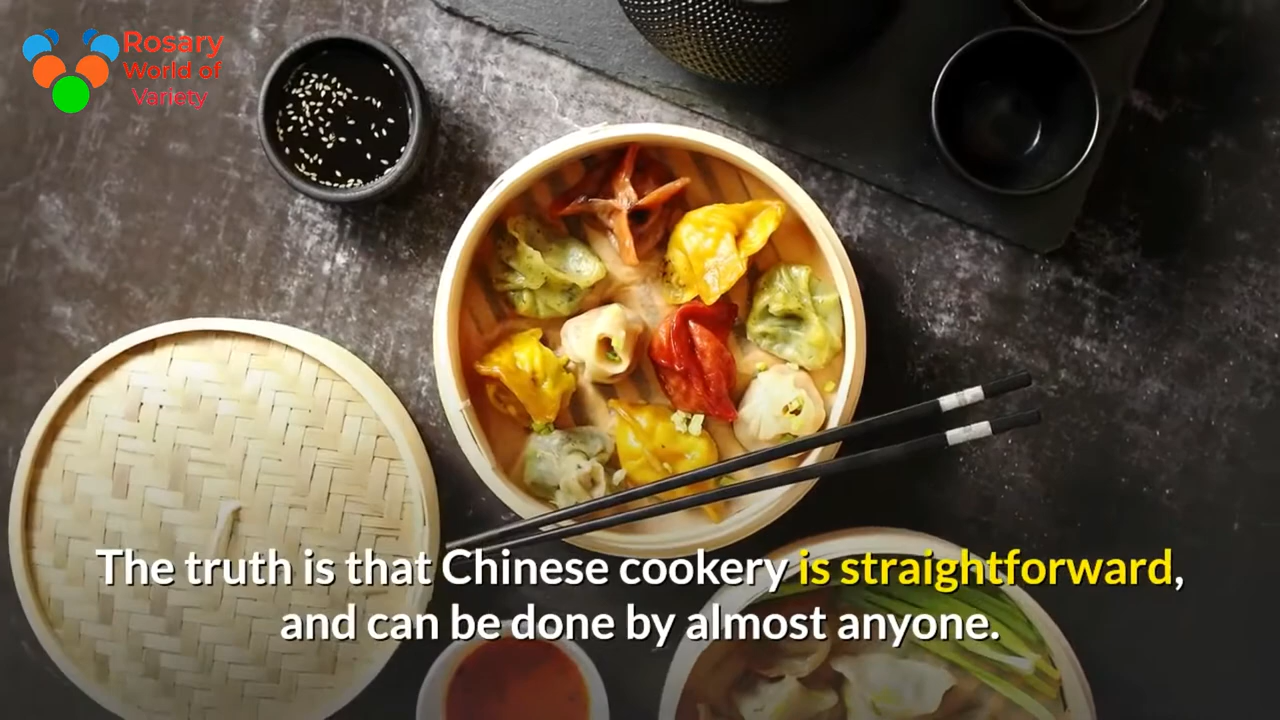 Rosary
World of
Variety
The truth is that Chinese cookery is straightforward,
and can be done by almost anyone.